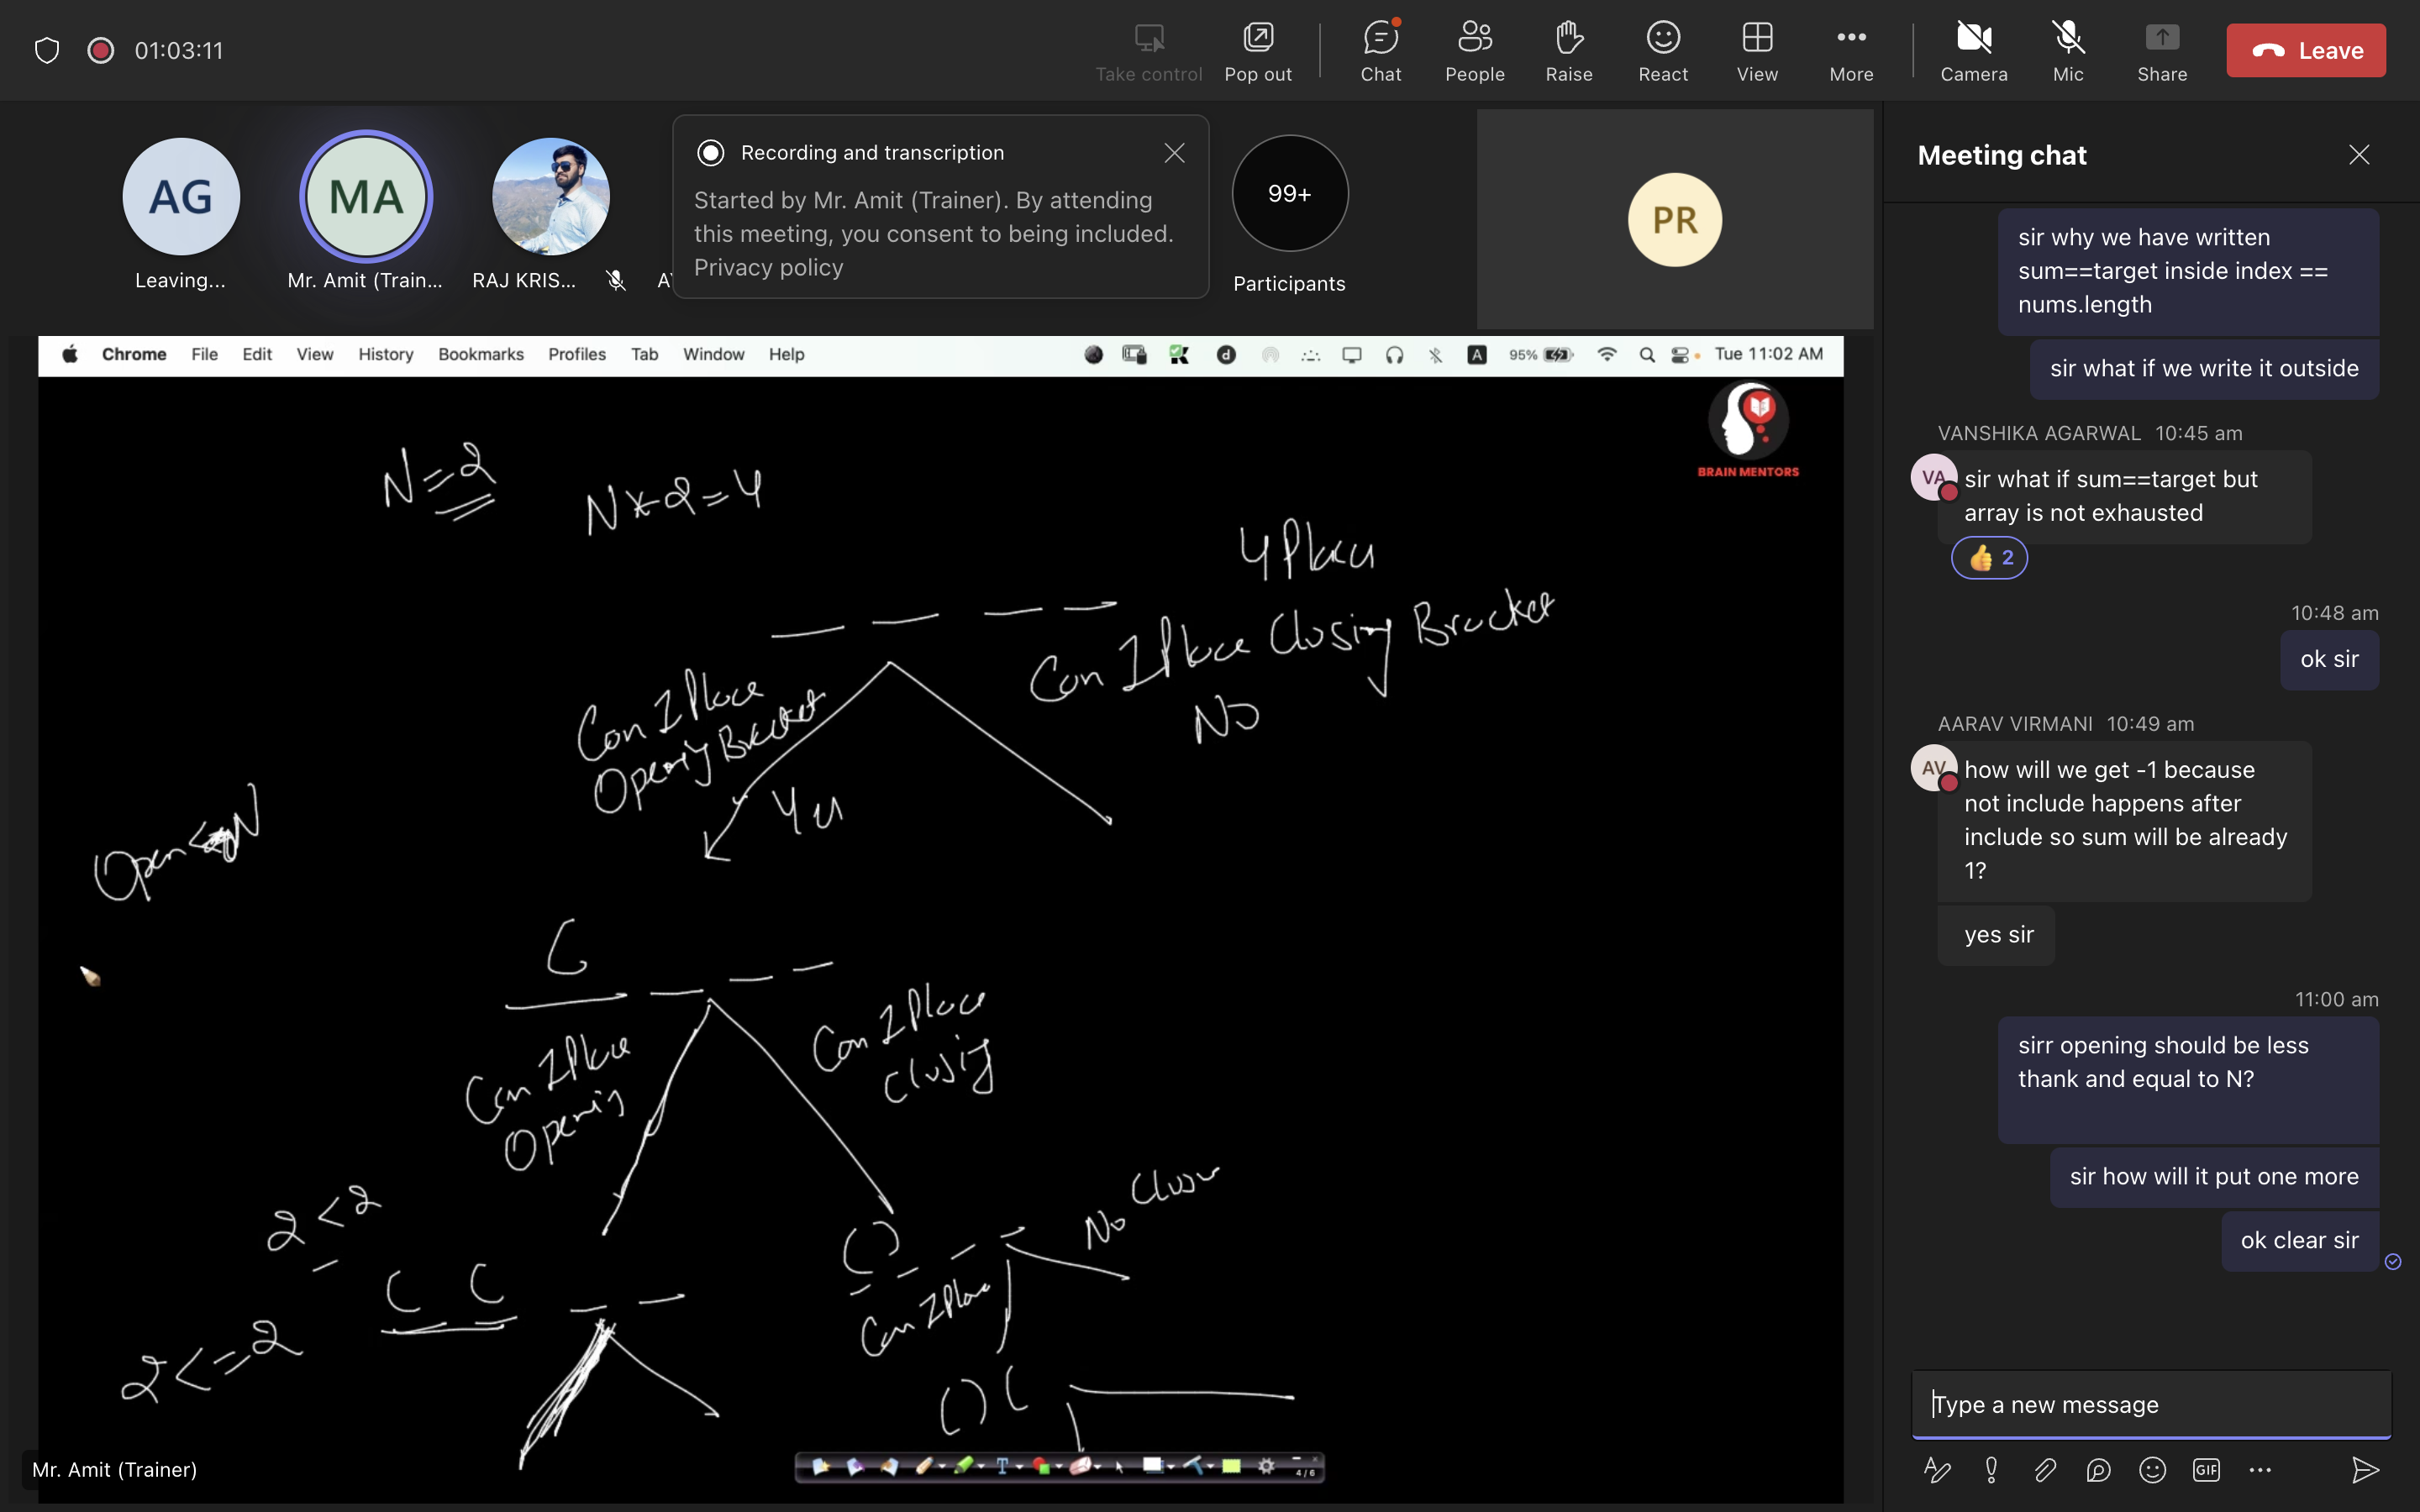 01:03:11
Take control
Pop out
Chat
People
Raise
React
View
More
Camera
Mic
Share
Leave
AG
Leaving...
MA
Mr. Amit (Train...
RAJ KRIS...
Recording and transcription
Started by Mr. Amit (Trainer). By attending
this meeting, you consent to being included.
Privacy policy
99+
Participants
PR
Chrome File Edit View History Bookmarks Profiles Tab Window Help
A 95% Tue 11:02 AM
BRAIN MENTORS
N=2
N*2=4
4 Place
Can I Place Closing Bracket
No
Can I Place
Opening Bracket
Open<N
(
Can I Place
Opening
Can I Place
Closing
2<2
2<=2
( (
()
No Close
Can I Place
()(
Mr. Amit (Trainer)
T
4/6
Meeting chat
sir why we have written
sum==target inside index ==
nums.length
sir what if we write it outside
VANSHIKA AGARWAL 10:45 am
VA
sir what if sum==target but
array is not exhausted
👍 2
10:48 am
ok sir
AARAV VIRMANI 10:49 am
AV
how will we get -1 because
not include happens after
include so sum will be already
1?
yes sir
11:00 am
sirr opening should be less
thank and equal to N?
sir how will it put one more
ok clear sir
Type a new message
GIF